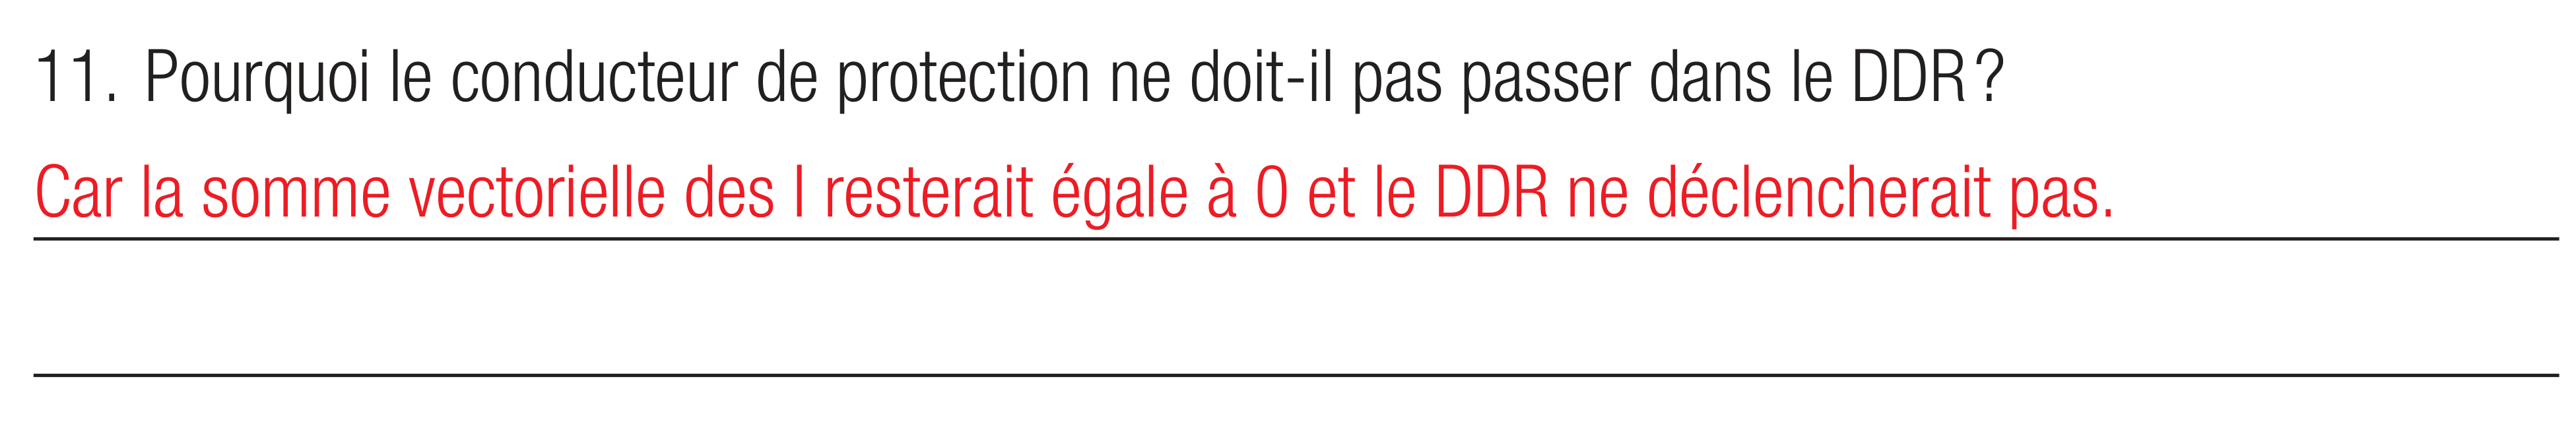 11. Pourquoi le conducteur de protection ne doit-il pas passer dans le DDR ?
Car la somme vectorielle des I resterait égale à 0 et le DDR ne déclencherait pas.